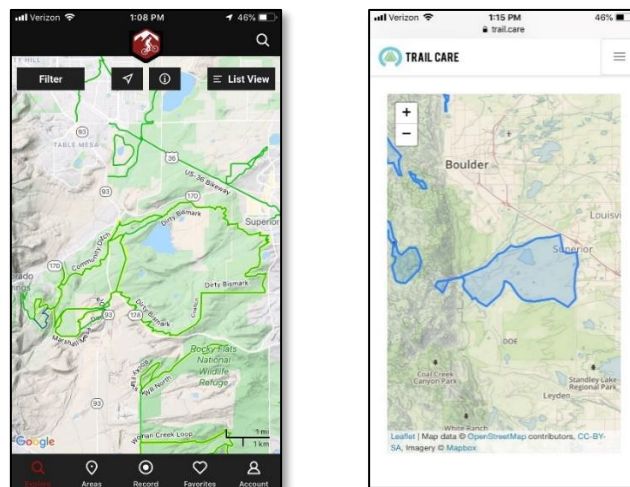 Verizon 1:08 PM 46%
Filter
List View
93
TABLE MESA
36
US-36 Bikeway
93
170
Dirty Bismark
Superior
Community Ditch
170
Dirty Bismark
93
128
Dirty Bismark
Rocky Flats
National
Wildlife
Refuge
93
Google
1 mi
1 km
Explore Areas Record Favorites Account
Verizon 1:15 PM 46%
trail.care
TRAIL CARE
+
−
Boulder
Superior
DOE
Coal Creek
Canyon Park
Standley Lake
Regional Park
Leyden
White Ranch
Leaflet | Map data © OpenStreetMap contributors, CC-BY-
SA, Imagery © Mapbox